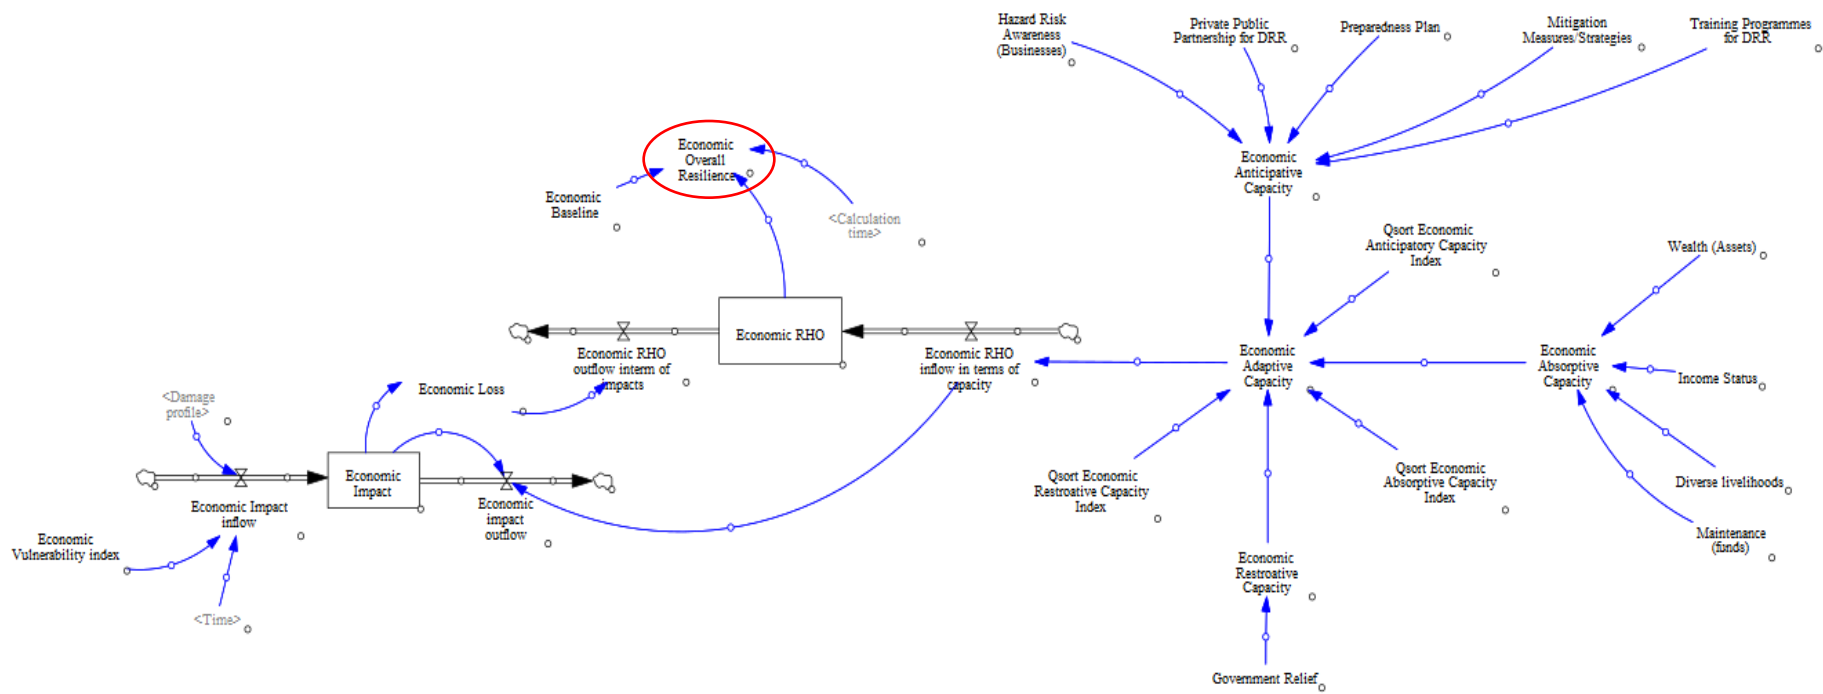 Hazard Risk
Awareness
(Businesses)
Private Public
Partnership for DRR
Preparedness Plan
Mitigation
Measures/Strategies
Training Programmes
for DRR
Economic
Overall
Resilience
Economic
Baseline
<Calculation
time>
Economic
Anticipative
Capacity
Qsort Economic
Anticipatory Capacity
Index
Wealth (Assets)
Economic RHO
Economic RHO
outflow interm of
impacts
Economic RHO
inflow in terms of
capacity
Economic
Adaptive
Capacity
Economic
Absorptive
Capacity
Income Status
Economic Loss
<Damage
profile>
Economic
Impact
Economic Impact
inflow
Economic
impact
outflow
Economic
Vulnerability index
<Time>
Qsort Economic
Restroative Capacity
Index
Qsort Economic
Absorptive Capacity
Index
Diverse livelihoods
Maintenance
(funds)
Economic
Restroative
Capacity
Government Relief